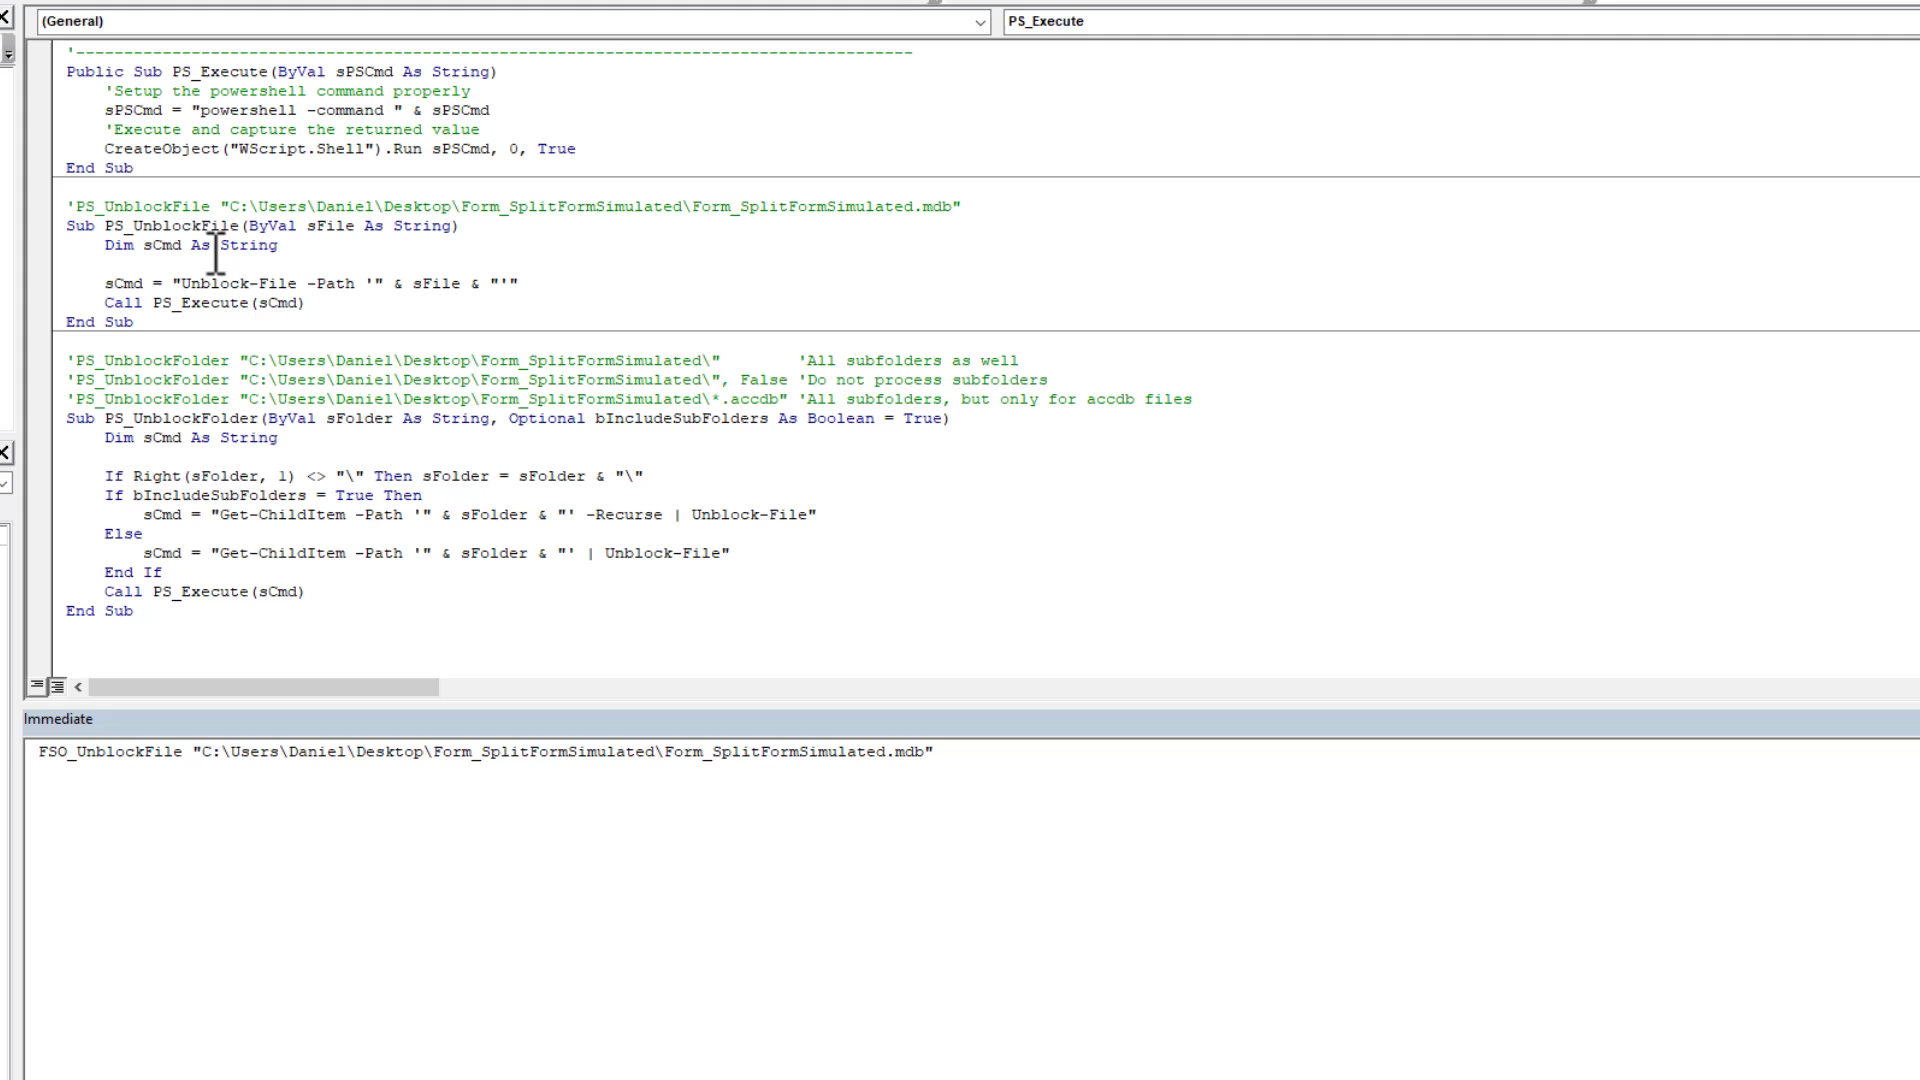 (General)
PS_Execute
'---------------------------------------------------------------------------------------
Public Sub PS_Execute(ByVal sPSCmd As String)
    'Setup the powershell command properly
    sPSCmd = "powershell -command " & sPSCmd
    'Execute and capture the returned value
    CreateObject("WScript.Shell").Run sPSCmd, 0, True
End Sub
'PS_UnblockFile "C:\Users\Daniel\Desktop\Form_SplitFormSimulated\Form_SplitFormSimulated.mdb"
Sub PS_UnblockFile(ByVal sFile As String)
    Dim sCmd As String
    sCmd = "Unblock-File -Path '" & sFile & "'"
    Call PS_Execute(sCmd)
End Sub
'PS_UnblockFolder "C:\Users\Daniel\Desktop\Form_SplitFormSimulated\"        'All subfolders as well
'PS_UnblockFolder "C:\Users\Daniel\Desktop\Form_SplitFormSimulated\", False 'Do not process subfolders
'PS_UnblockFolder "C:\Users\Daniel\Desktop\Form_SplitFormSimulated\*.accdb" 'All subfolders, but only for accdb files
Sub PS_UnblockFolder(ByVal sFolder As String, Optional bIncludeSubFolders As Boolean = True)
    Dim sCmd As String
    If Right(sFolder, 1) <> "\" Then sFolder = sFolder & "\"
    If bIncludeSubFolders = True Then
        sCmd = "Get-ChildItem -Path '" & sFolder & "' -Recurse | Unblock-File"
    Else
        sCmd = "Get-ChildItem -Path '" & sFolder & "' | Unblock-File"
    End If
    Call PS_Execute(sCmd)
End Sub
Immediate
FSO_UnblockFile "C:\Users\Daniel\Desktop\Form_SplitFormSimulated\Form_SplitFormSimulated.mdb"